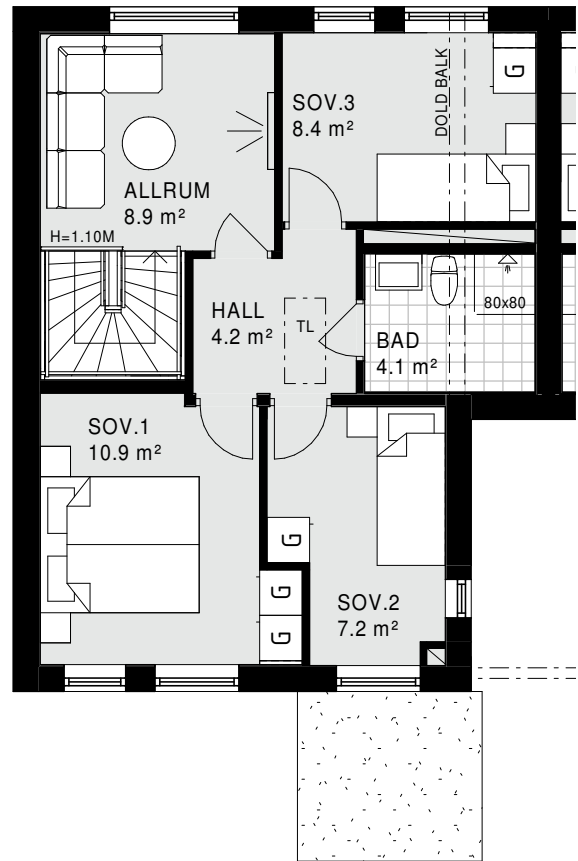 SOV.3
8.4 m²
DOLD BALK
G
ALLRUM
8.9 m²
H=1.10M
HALL
4.2 m²
TL
BAD
4.1 m²
80x80
SOV.1
10.9 m²
G
G
G
SOV.2
7.2 m²